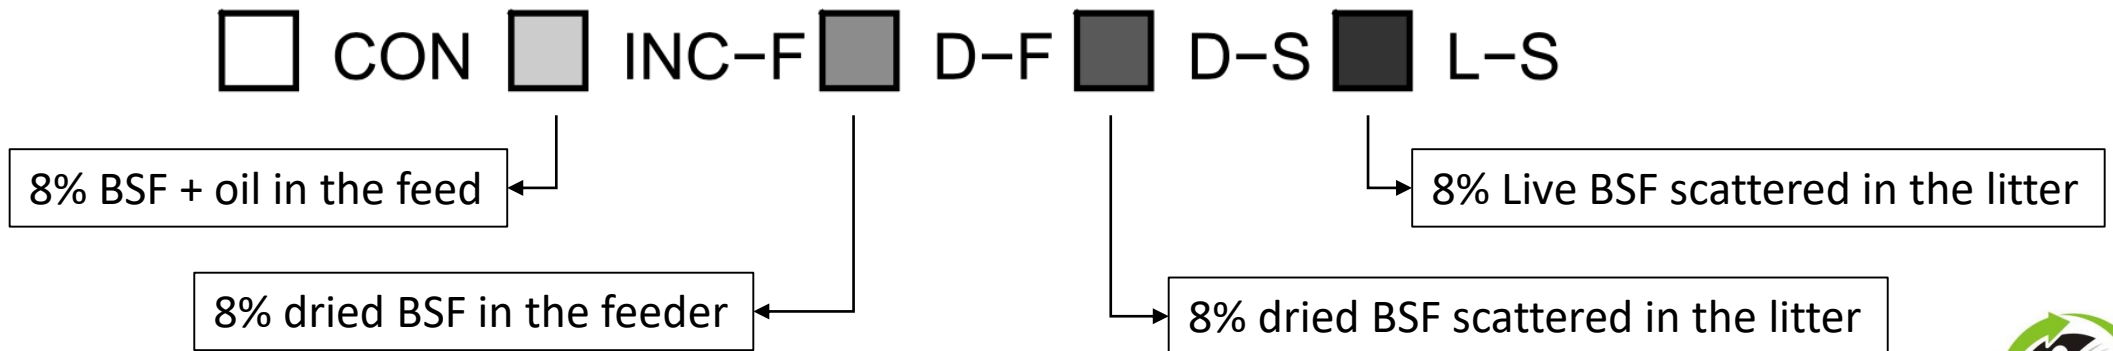 CON INC–F D–F D–S L–S
8% BSF + oil in the feed
8% Live BSF scattered in the litter
8% dried BSF in the feeder
8% dried BSF scattered in the litter